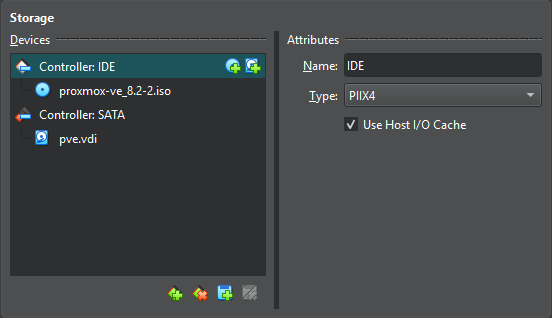 Storage
Devices
Controller: IDE
proxmox-ve_8.2-2.iso
Controller: SATA
pve.vdi
Attributes
Name: IDE
Type: PIIX4
Use Host I/O Cache